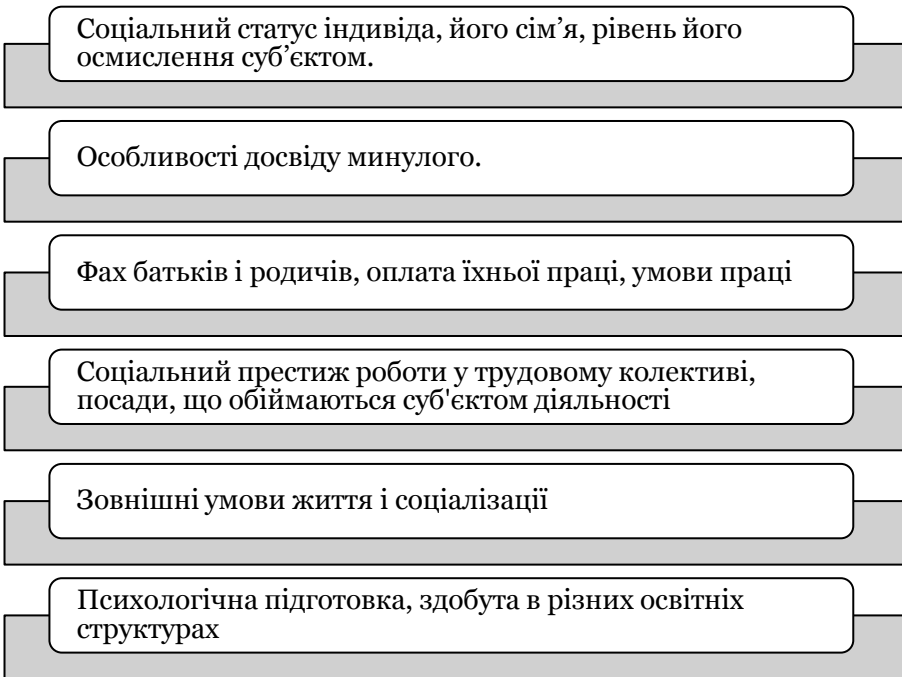 Соціальний статус індивіда, його сім’я, рівень його
осмислення суб’єктом.
Особливості досвіду минулого.
Фах батьків і родичів, оплата їхньої праці, умови праці
Соціальний престиж роботи у трудовому колективі,
посади, що обіймаються суб'єктом діяльності
Зовнішні умови життя і соціалізації
Психологічна підготовка, здобута в різних освітніх
структурах